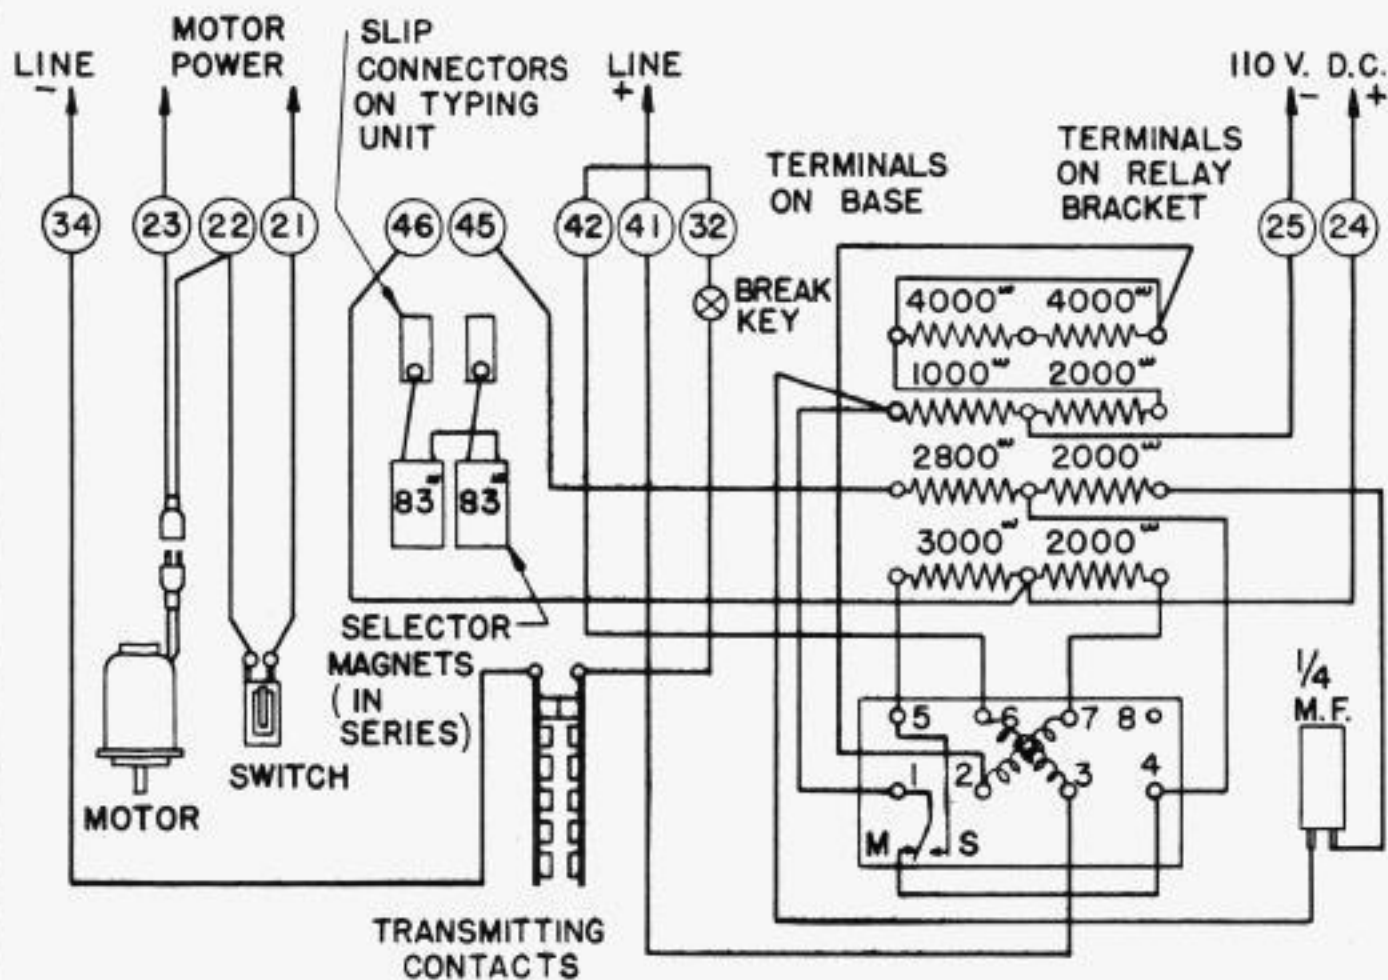 LINE
–
MOTOR
POWER
SLIP
CONNECTORS
ON TYPING
UNIT
LINE
+
110 V. D.C.
– +
TERMINALS
ON BASE
TERMINALS
ON RELAY
BRACKET
34 23 22 21 46 45 42 41 32 25 24
BREAK
KEY
4000ω 4000ω
1000ω 2000ω
2800ω 2000ω
3000ω 2000ω
83ω 83ω
SELECTOR
MAGNETS
(IN
SERIES)
MOTOR
SWITCH
TRANSMITTING
CONTACTS
5 6 7 8
1 2 3 4
M S
1/4
M.F.